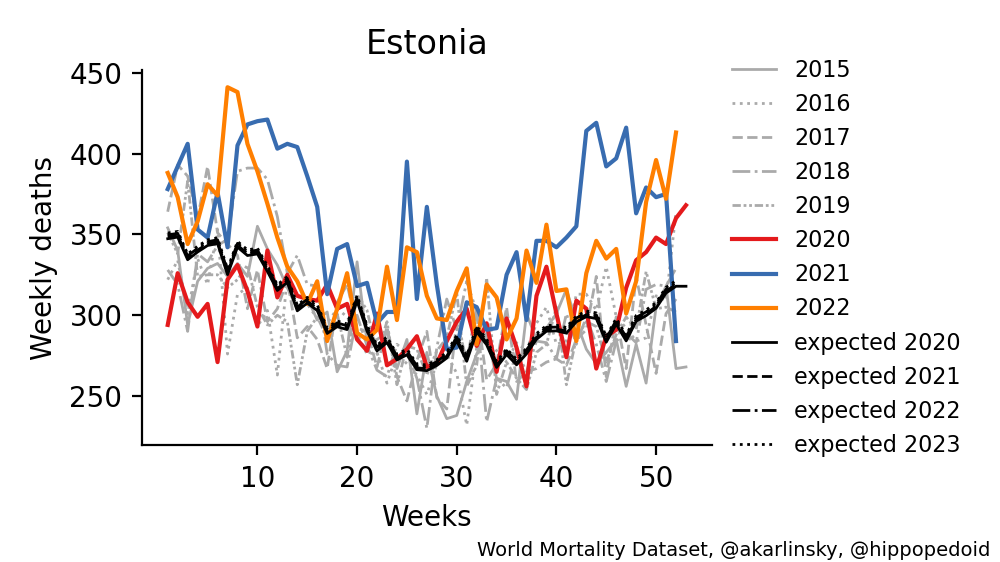 Estonia
Weekly deaths
450
400
350
300
250
10 20 30 40 50
Weeks
2015
2016
2017
2018
2019
2020
2021
2022
expected 2020
expected 2021
expected 2022
expected 2023
World Mortality Dataset, @akarlinsky, @hippopedoid